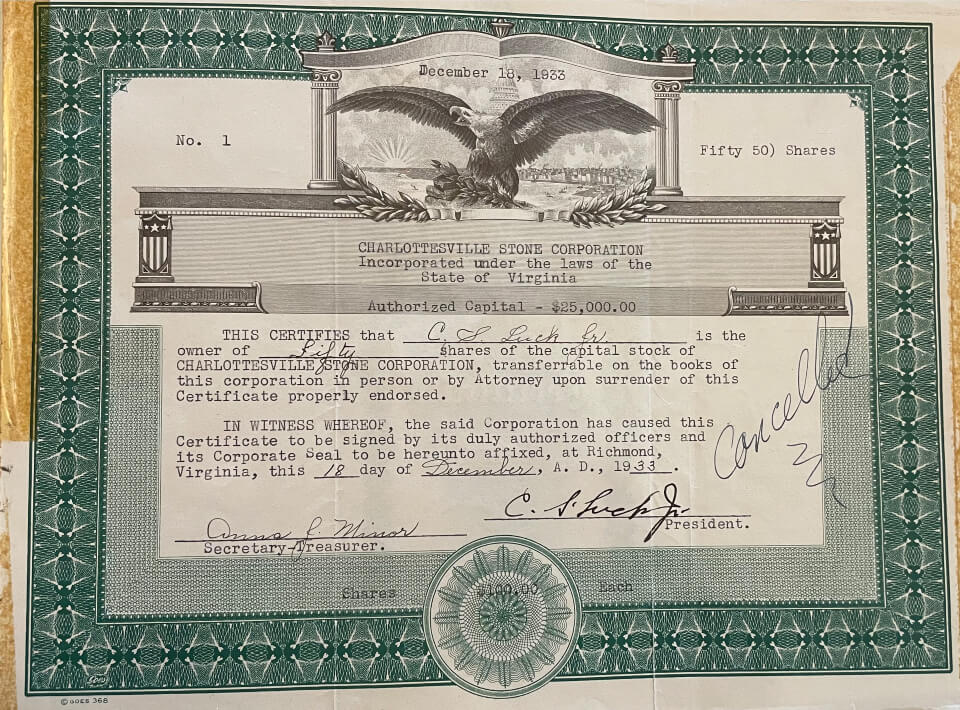 December 18, 1933
No. 1
Fifty 50) Shares
CHARLOTTESVILLE STONE CORPORATION
Incorporated under the laws of the
State of Virginia
Authorized Capital - $25,000.00
THIS CERTIFIES that C. S. Luck Jr. is the
owner of Fifty shares of the capital stock of
CHARLOTTESVILLE STONE CORPORATION, transferrable on the books of
this corporation in person or by Attorney upon surrender of this
Certificate properly endorsed.
IN WITNESS WHEREOF, the said Corporation has caused this
Certificate to be signed by its duly authorized officers and
its Corporate Seal to be hereunto affixed, at Richmond,
Virginia, this 18 day of December, A. D., 1933.
Cancelled
C. S. Luck Jr.
President.
Anna L. Minor
Secretary-Treasurer.
Shares $100.00 Each
GOES
© GOES 368